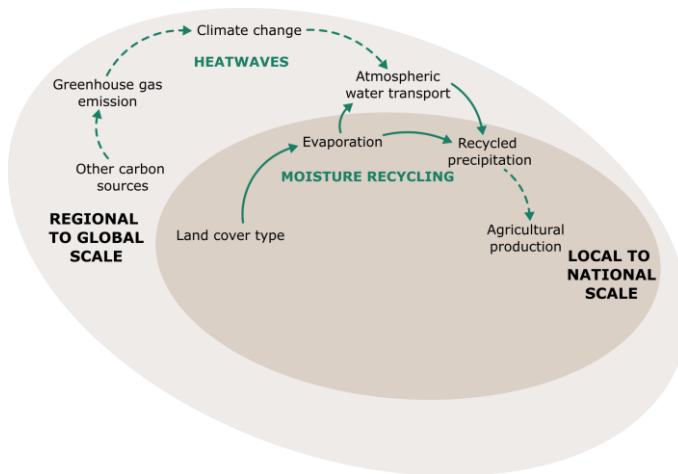 Climate change
HEATWAVES
Greenhouse gas
emission
Atmospheric
water transport
Evaporation
Recycled
precipitation
Other carbon
sources
MOISTURE RECYCLING
REGIONAL
TO GLOBAL
SCALE
Land cover type
Agricultural
production
LOCAL TO
NATIONAL
SCALE